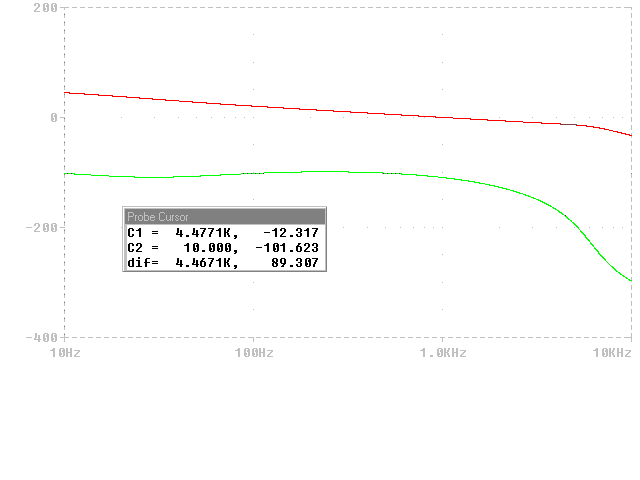 200
0
-200
-400
10Hz 100Hz 1.0KHz 10KHz
Probe Cursor
C1 = 4.4771K, -12.317
C2 = 10.000, -101.623
dif= 4.4671K, 89.307